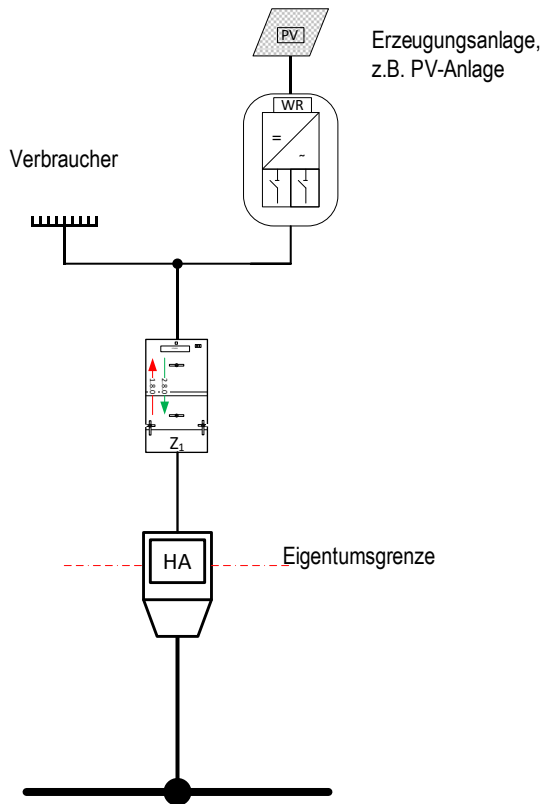 PV
Erzeugungsanlage,
z.B. PV-Anlage
WR
=
~
Verbraucher
1.8.0
2.8.0
Z₁
HA
Eigentumsgrenze